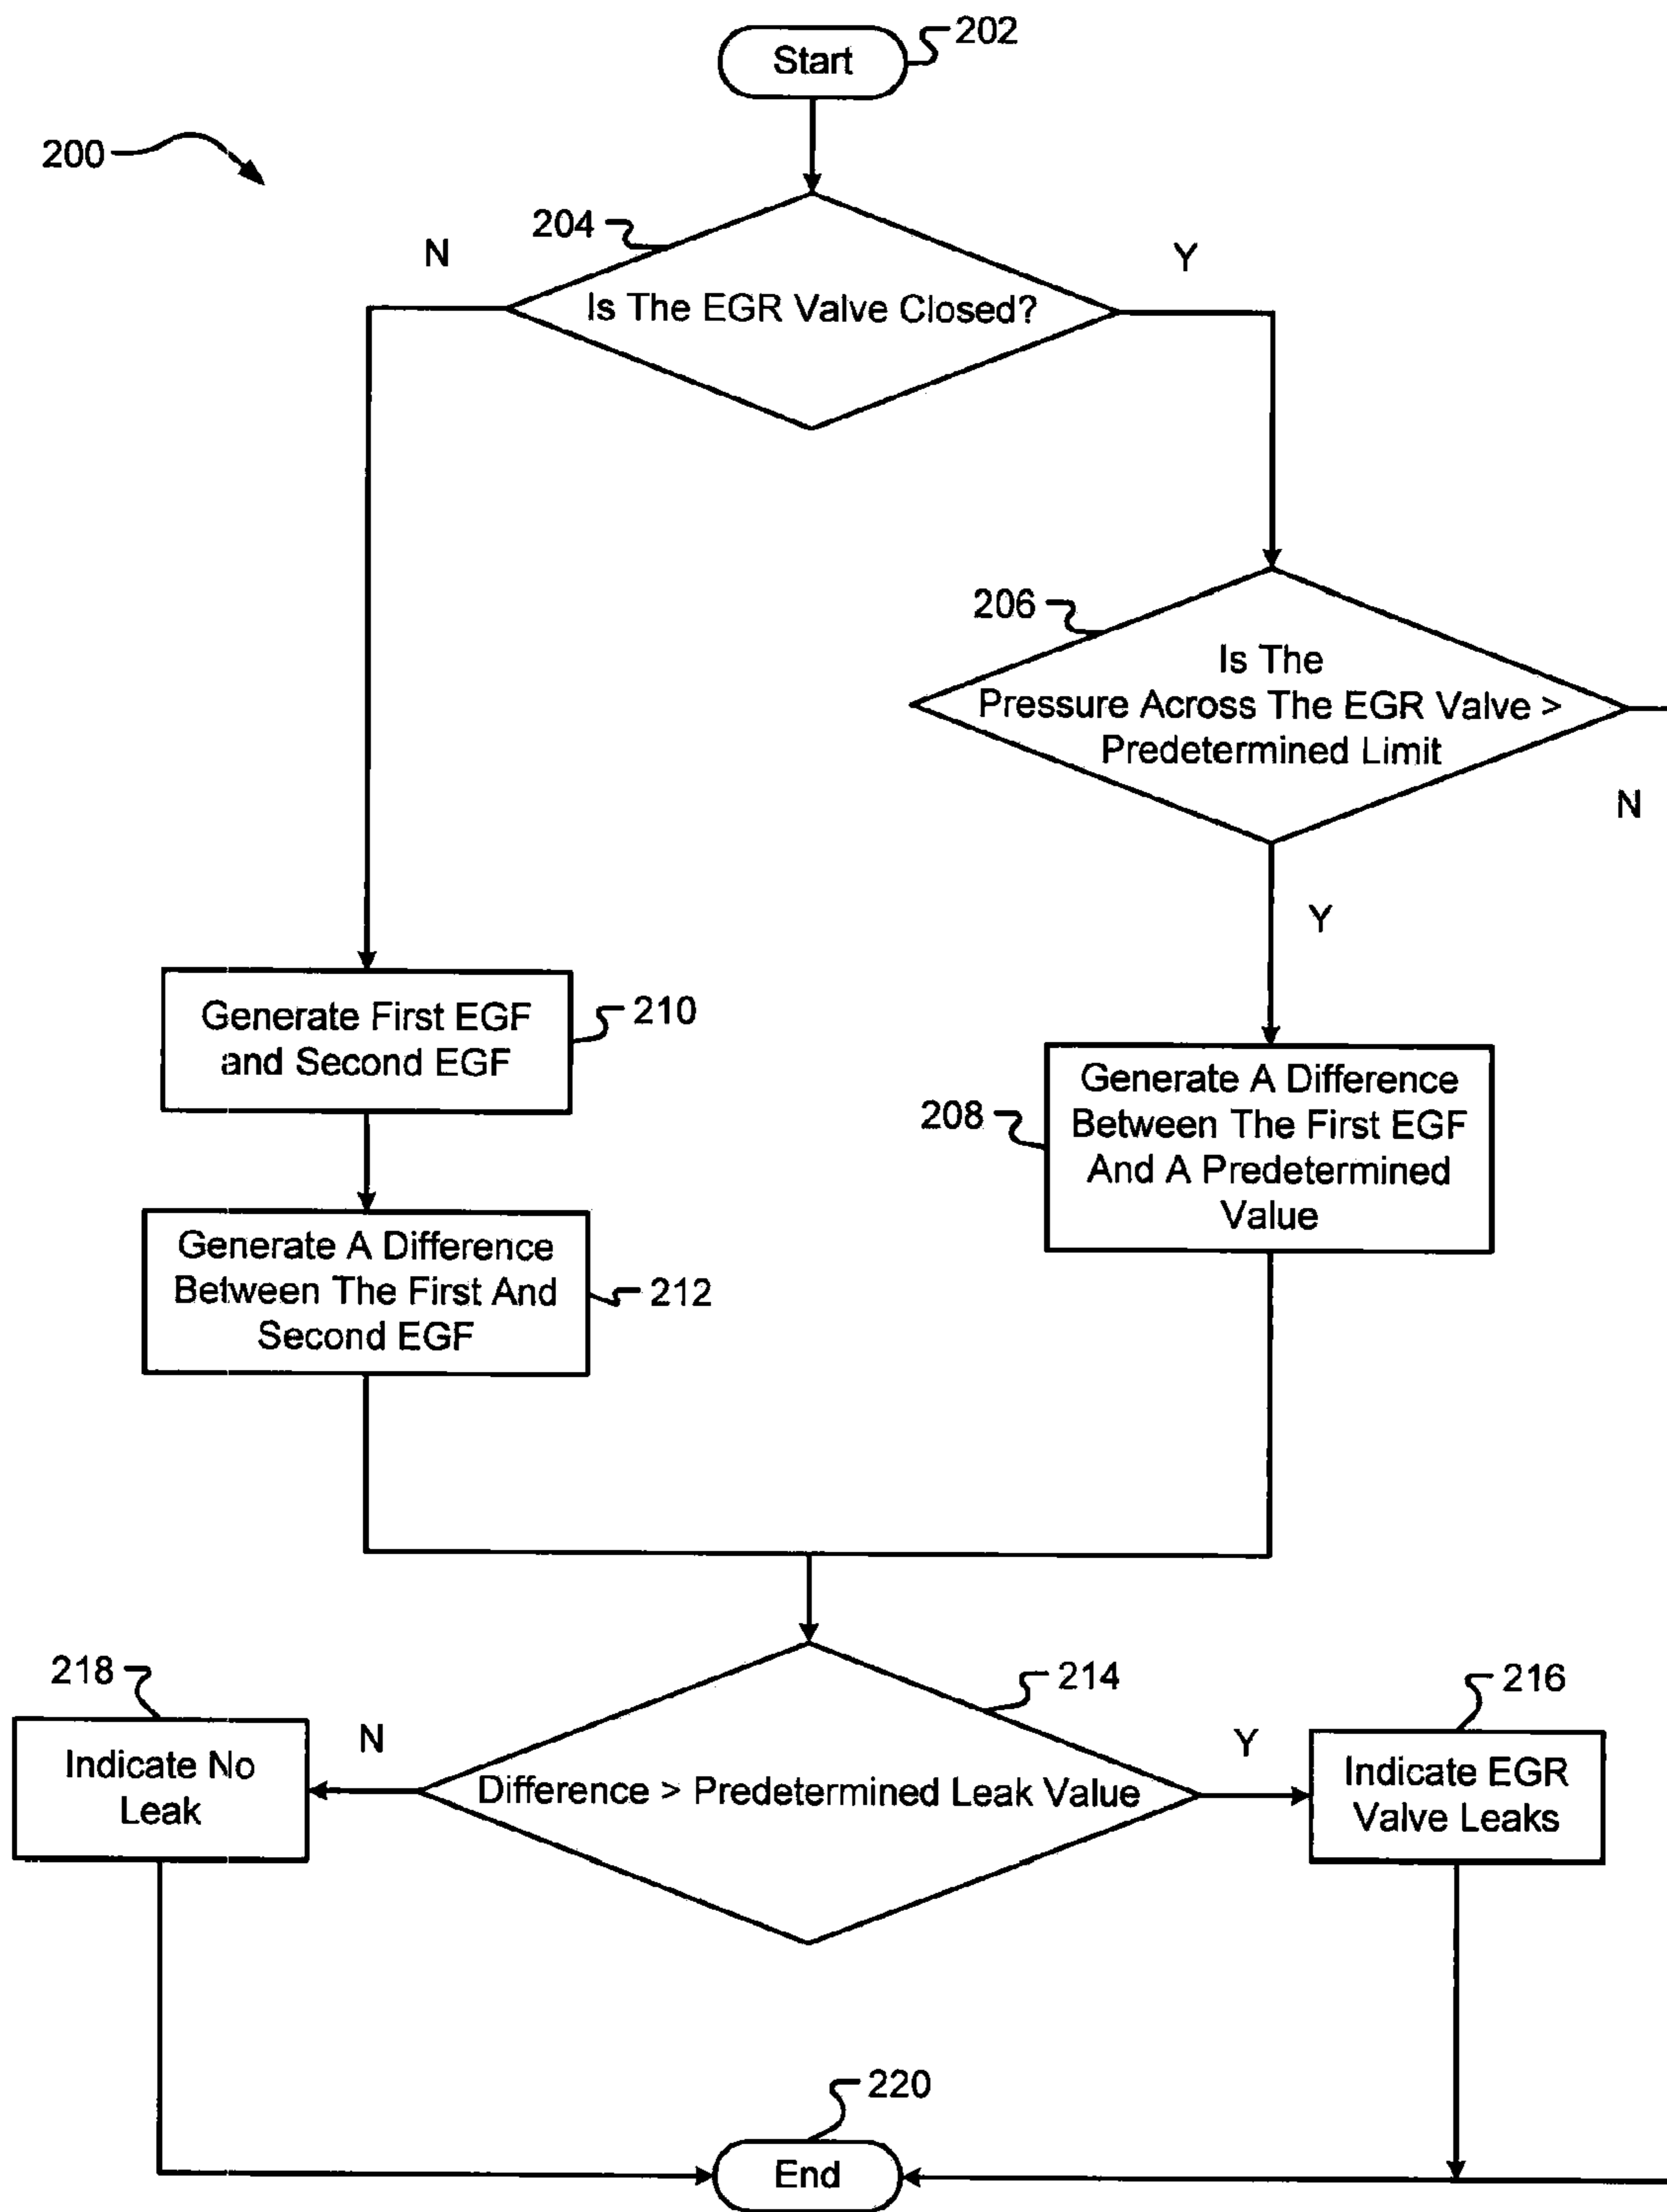 Start
202
200
204
N
Y
Is The EGR Valve Closed?
206
Is The
Pressure Across The EGR Valve >
Predetermined Limit
N
Y
Generate First EGF
and Second EGF
210
Generate A Difference
Between The First EGF
And A Predetermined
Value
208
Generate A Difference
Between The First And
Second EGF
212
218
214
216
Indicate No
Leak
N
Difference > Predetermined Leak Value
Y
Indicate EGR
Valve Leaks
220
End